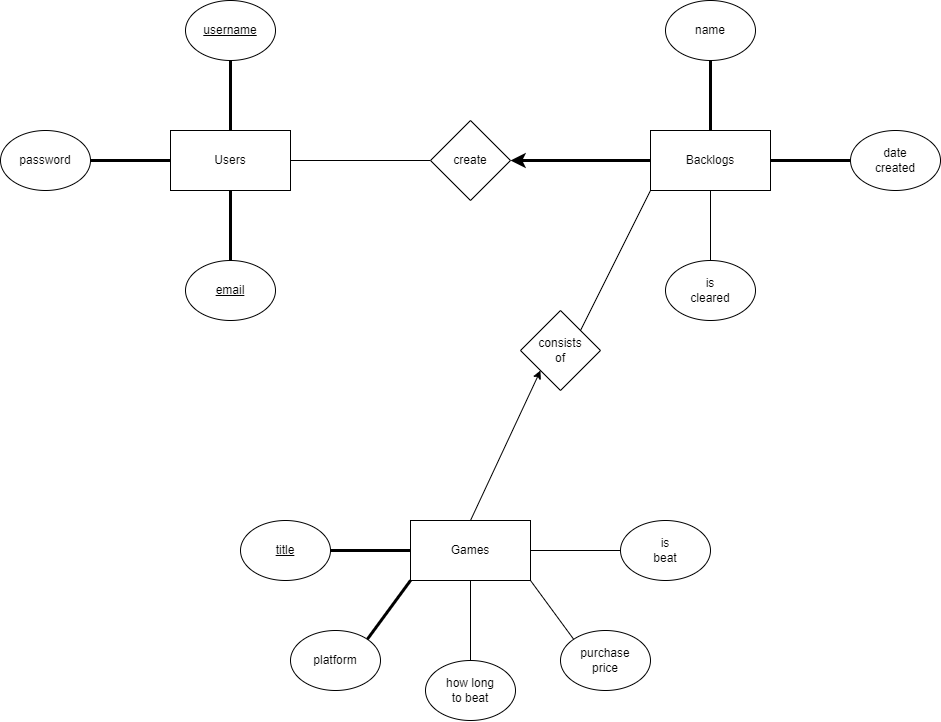 username
name
password
Users
create
Backlogs
date
created
email
is
cleared
consists
of
title
Games
is
beat
platform
how long
to beat
purchase
price